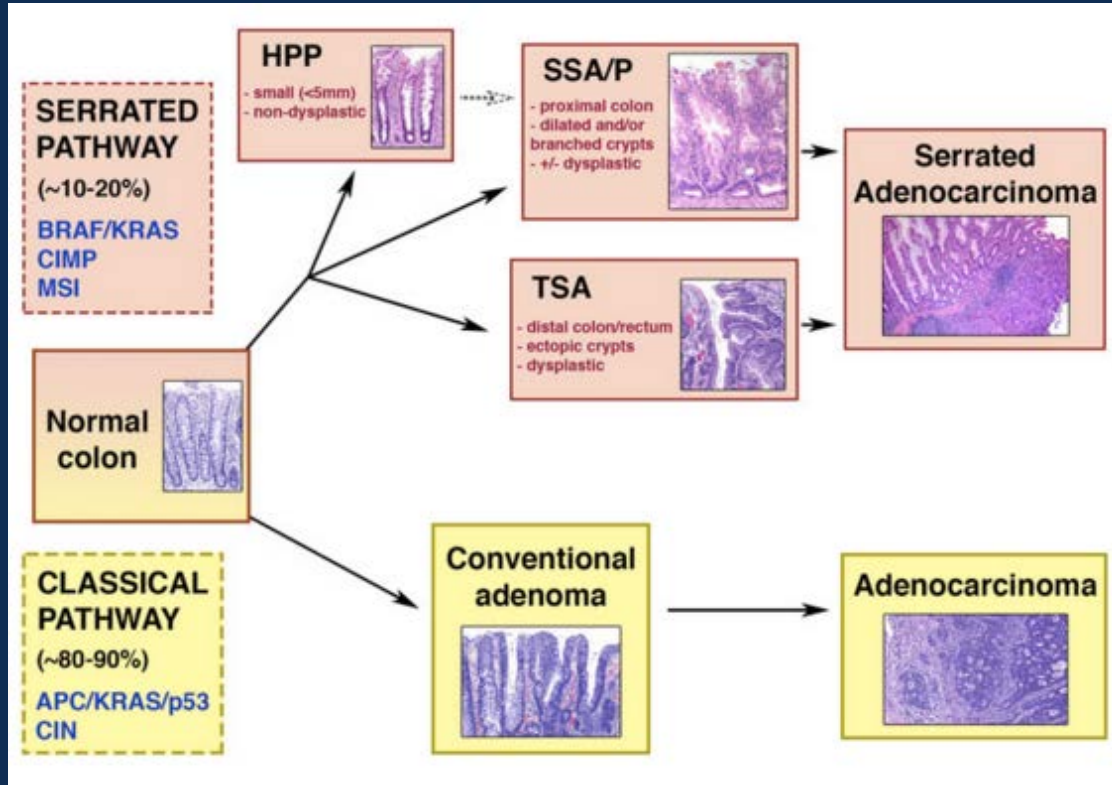 SERRATED
PATHWAY
(~10-20%)
BRAF/KRAS
CIMP
MSI
HPP
- small (<5mm)
- non-dysplastic
SSA/P
- proximal colon
- dilated and/or
branched crypts
- +/- dysplastic
TSA
- distal colon/rectum
- ectopic crypts
- dysplastic
Serrated
Adenocarcinoma
Normal
colon
CLASSICAL
PATHWAY
(~80-90%)
APC/KRAS/p53
CIN
Conventional
adenoma
Adenocarcinoma